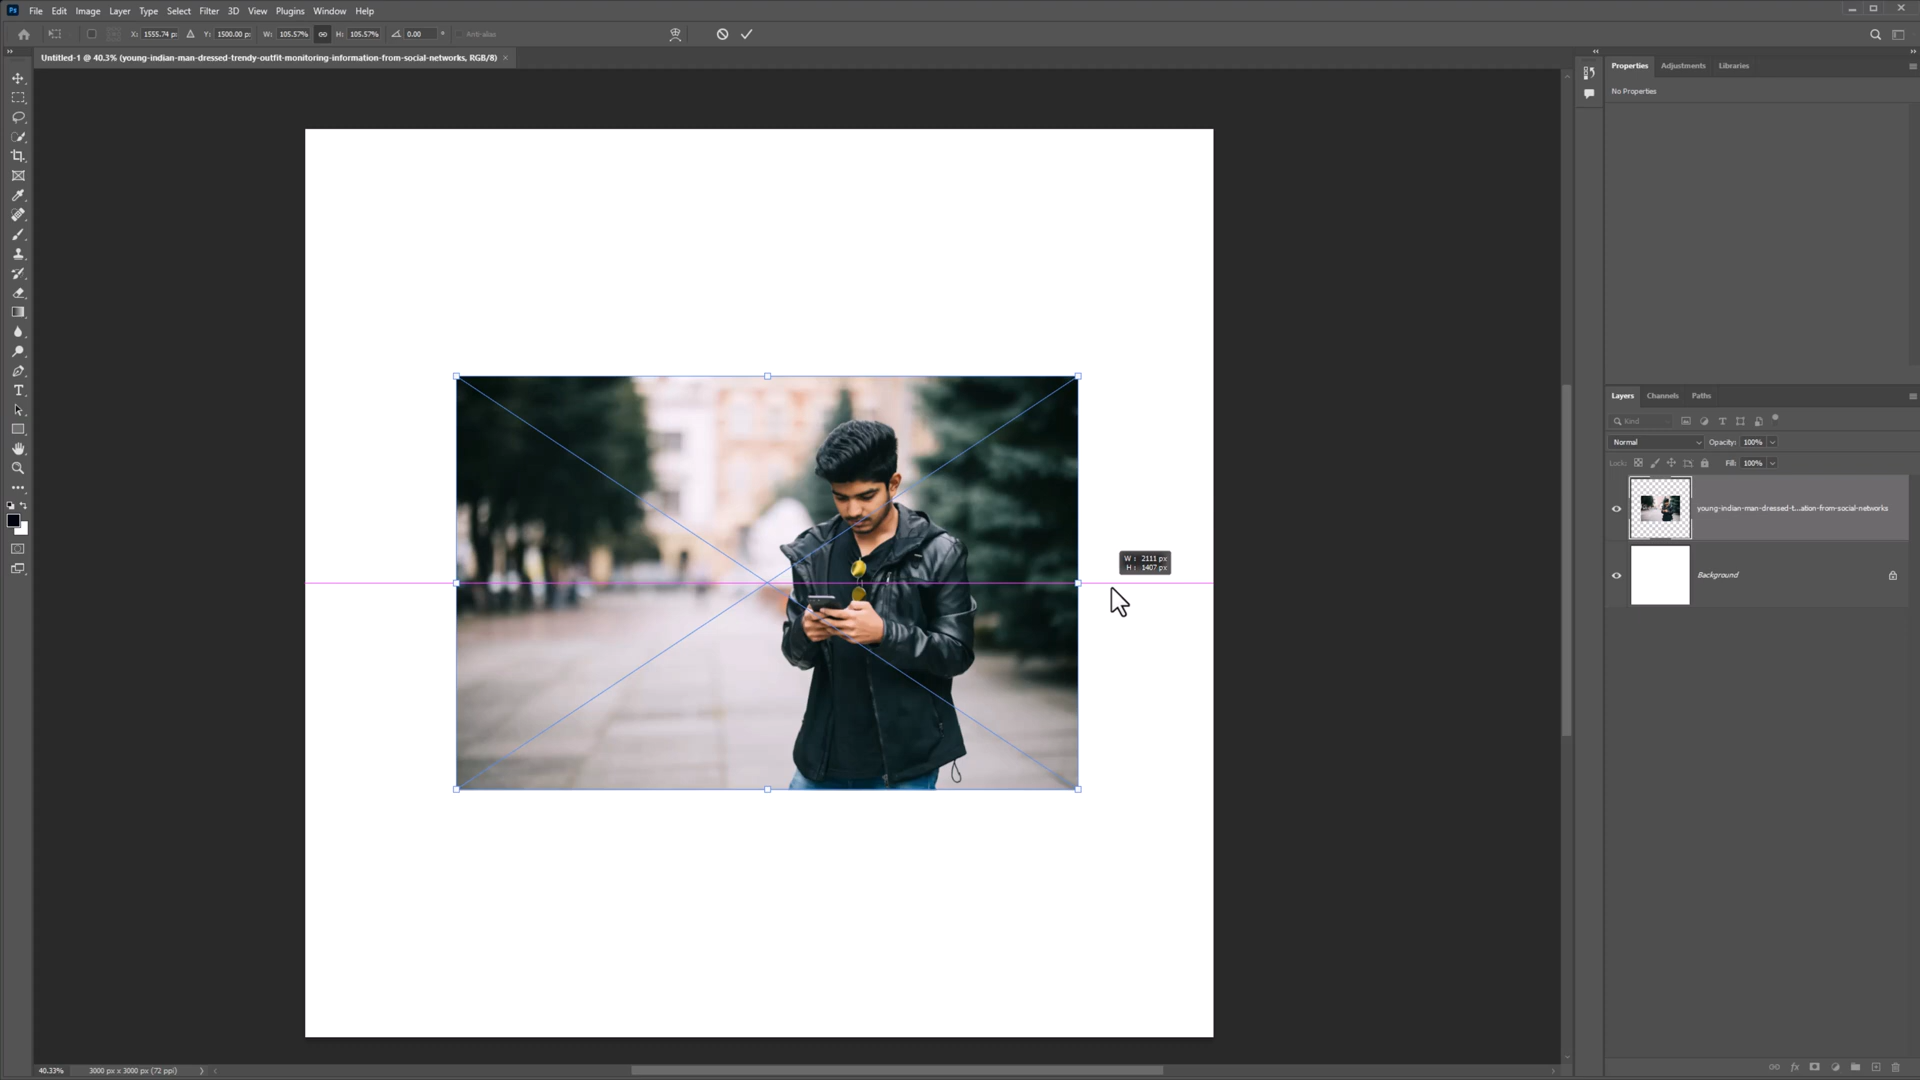 Ps File Edit Image Layer Type Select Filter 3D View Plugins Window Help
X: 1555.74 p: Y: 1500.00 p: W: 105.57% H: 105.57% 0.00 ° Anti-alias
Untitled-1 @ 40.3% (young-indian-man-dressed-trendy-outfit-monitoring-information-from-social-networks, RGB/8) ×
Properties Adjustments Libraries
No Properties
W: 2111 px
H: 1407 px
Layers Channels Paths
Kind
Normal Opacity: 100%
Lock: Fill: 100%
young-indian-man-dressed-t...ation-from-social-networks
Background
40.33% 3000 px x 3000 px (72 ppi)
fx